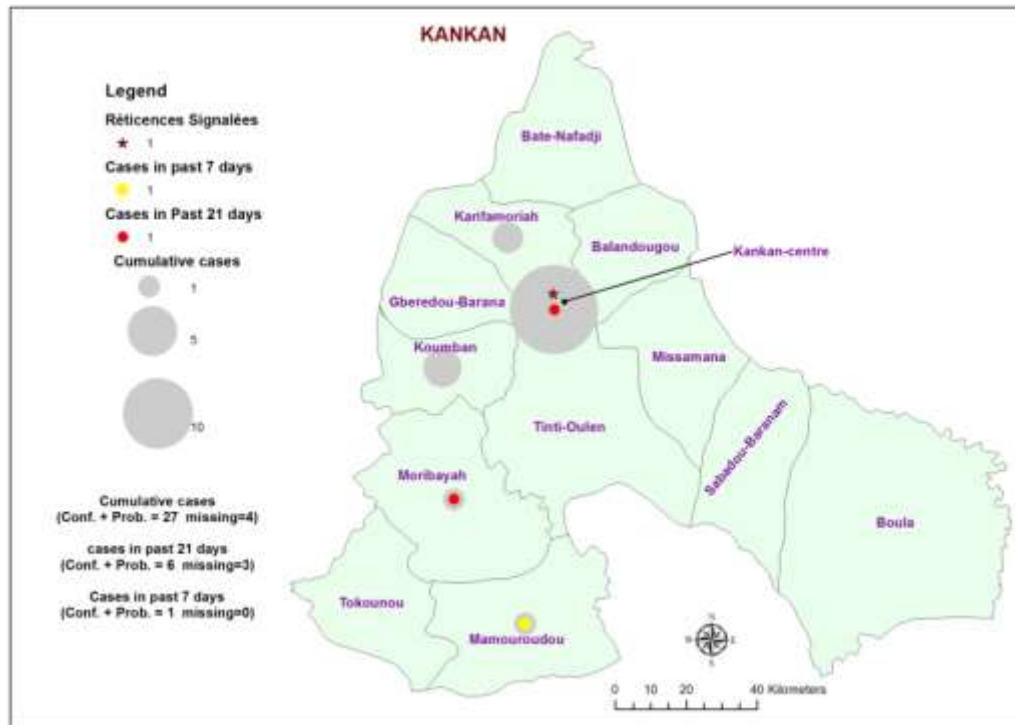 KANKAN
Legend
Réticences Signalées
1
Cases in past 7 days
1
Cases in Past 21 days
1
Cumulative cases
1
5
10
Cumulative cases
(Conf. + Prob. = 27 missing=4)
cases in past 21 days
(Conf. + Prob. = 6 missing=3)
Cases in past 7 days
(Conf. + Prob. = 1 missing=0)
Bate-Nafadji
Karifamoriah
Balandougou
Kankan-centre
Gberedou-Barana
Koumban
Missamana
Tinti-Oulen
Sabadou-Baranam
Moribayah
Boula
Tokounou
Mamouroudou
0 10 20 40 Kilometers